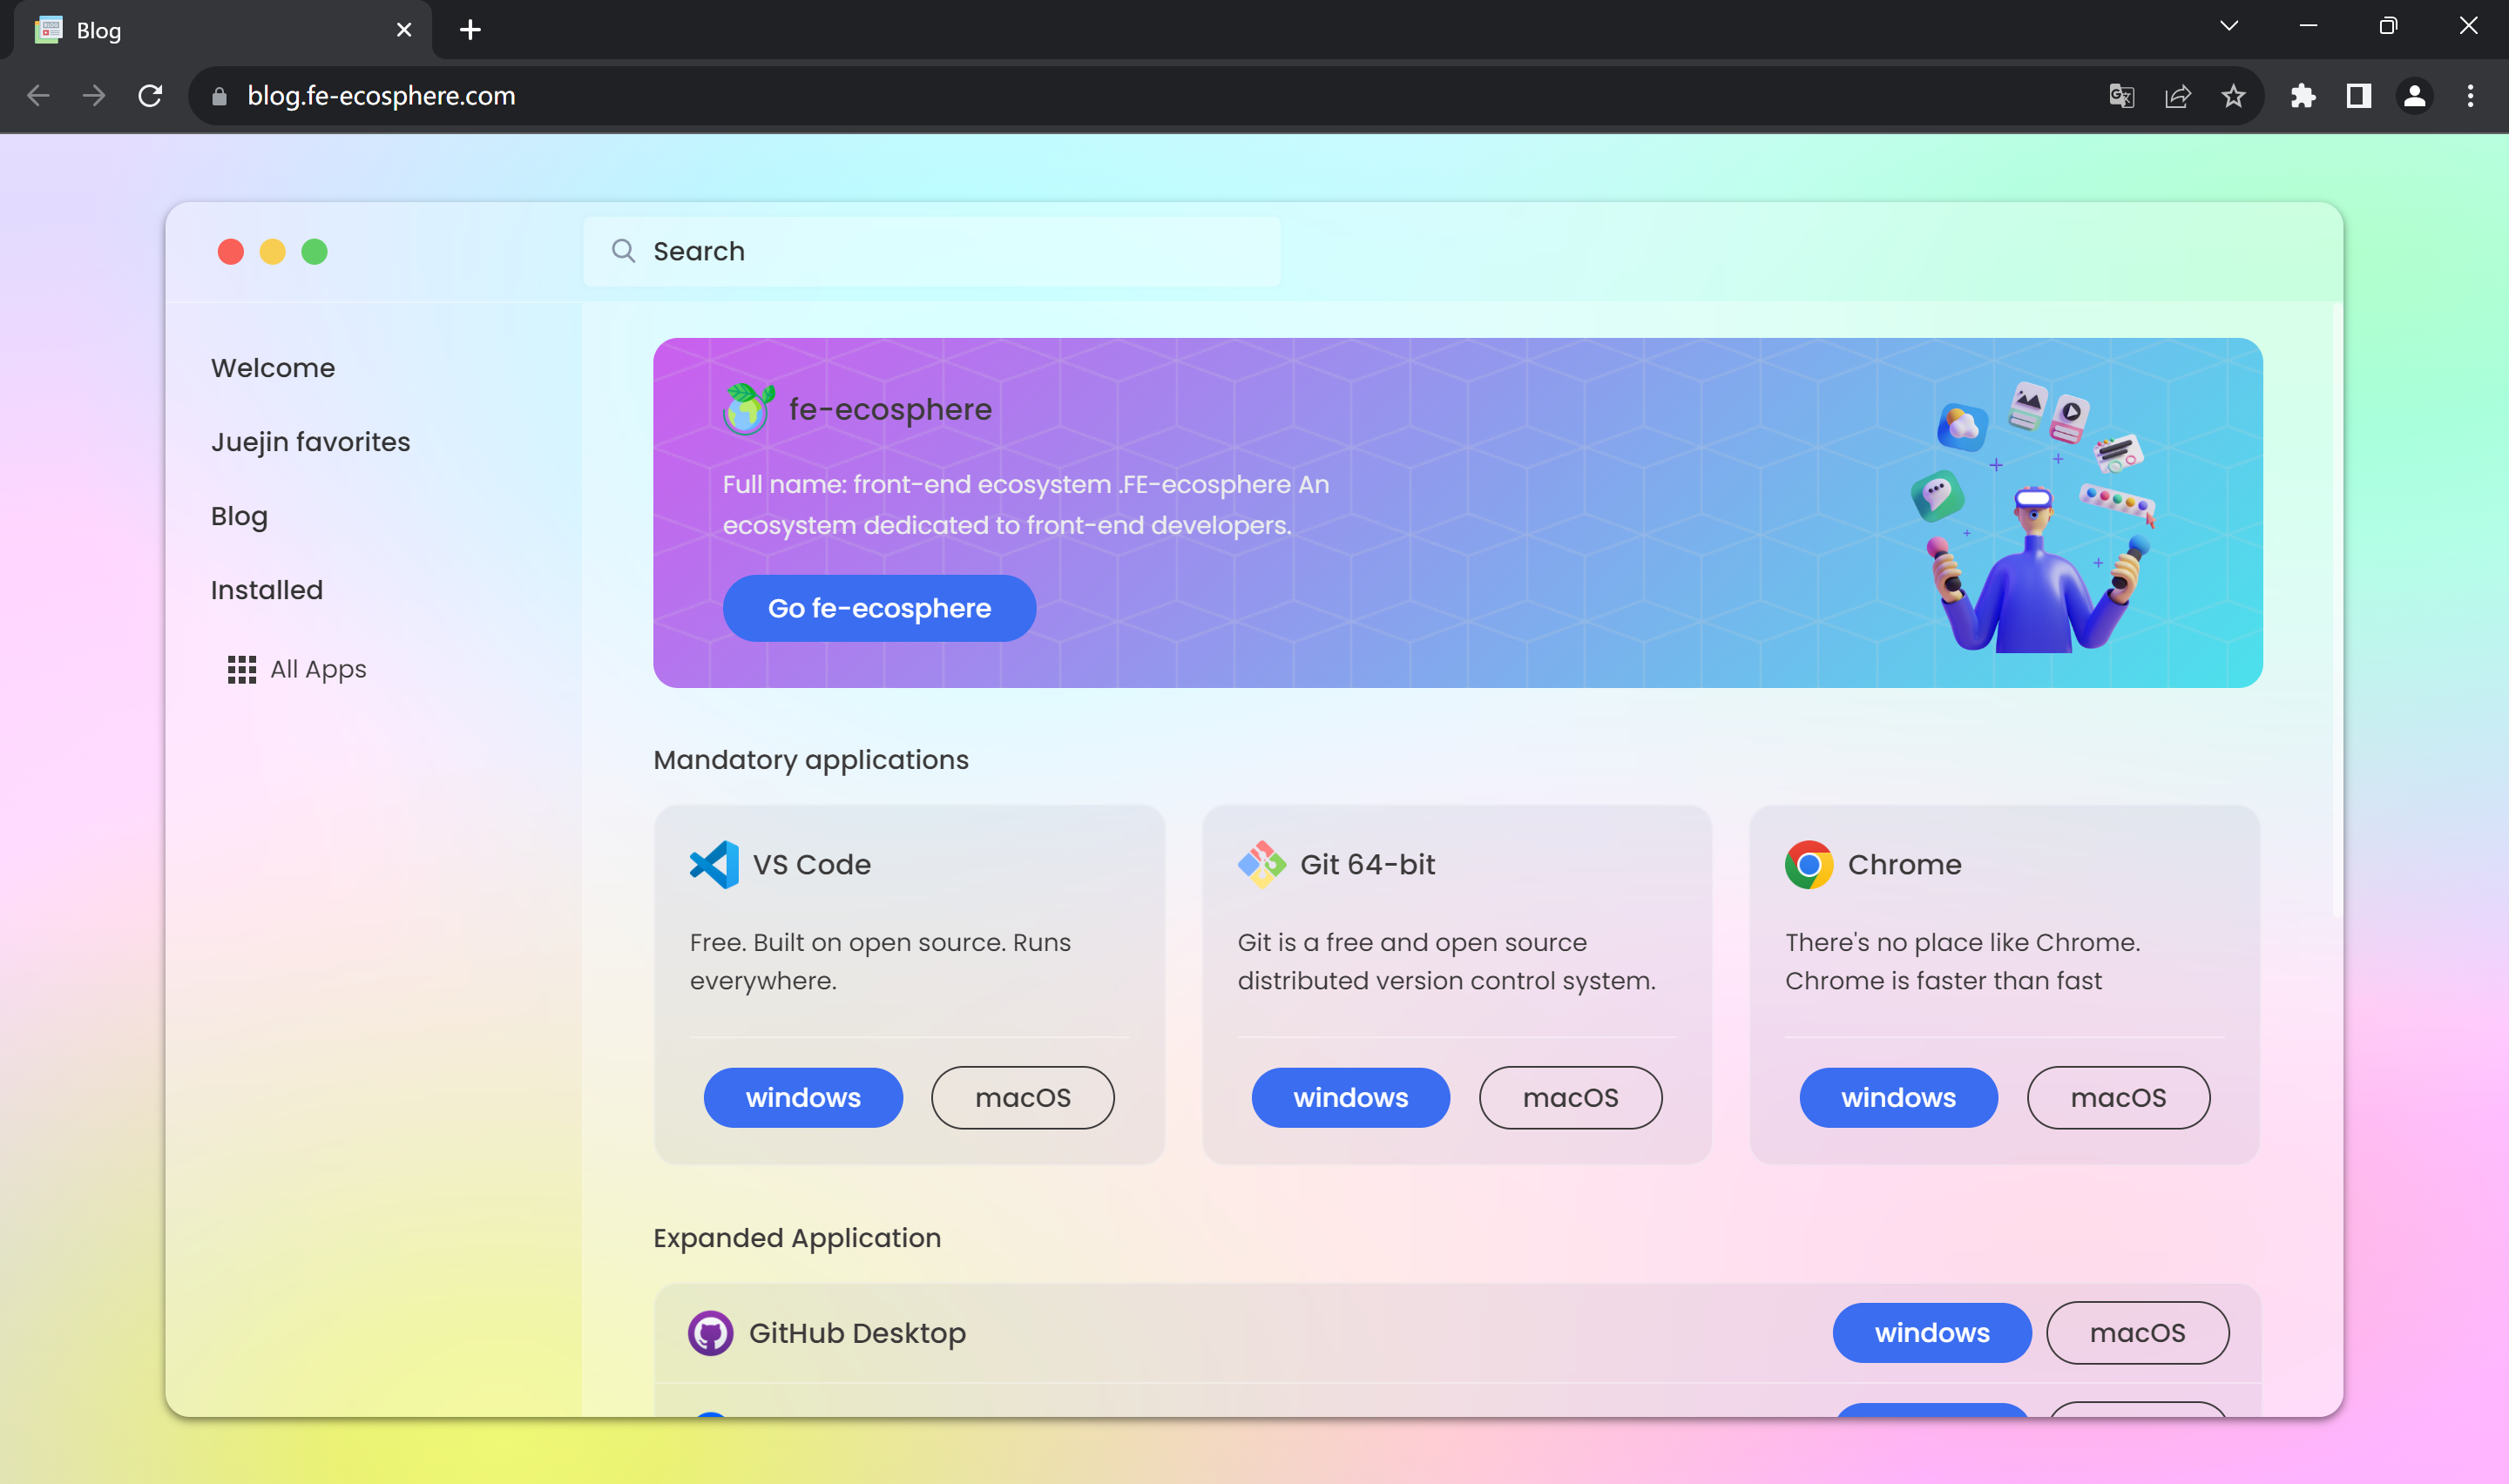 Blog
blog.fe-ecosphere.com
Search
Welcome
Juejin favorites
Blog
Installed
All Apps
fe-ecosphere
Full name: front-end ecosystem .FE-ecosphere An
ecosystem dedicated to front-end developers.
Go fe-ecosphere
Mandatory applications
VS Code
Free. Built on open source. Runs
everywhere.
windows
macOS
Git 64-bit
Git is a free and open source
distributed version control system.
windows
macOS
Chrome
There's no place like Chrome.
Chrome is faster than fast
windows
macOS
Expanded Application
GitHub Desktop
windows
macOS